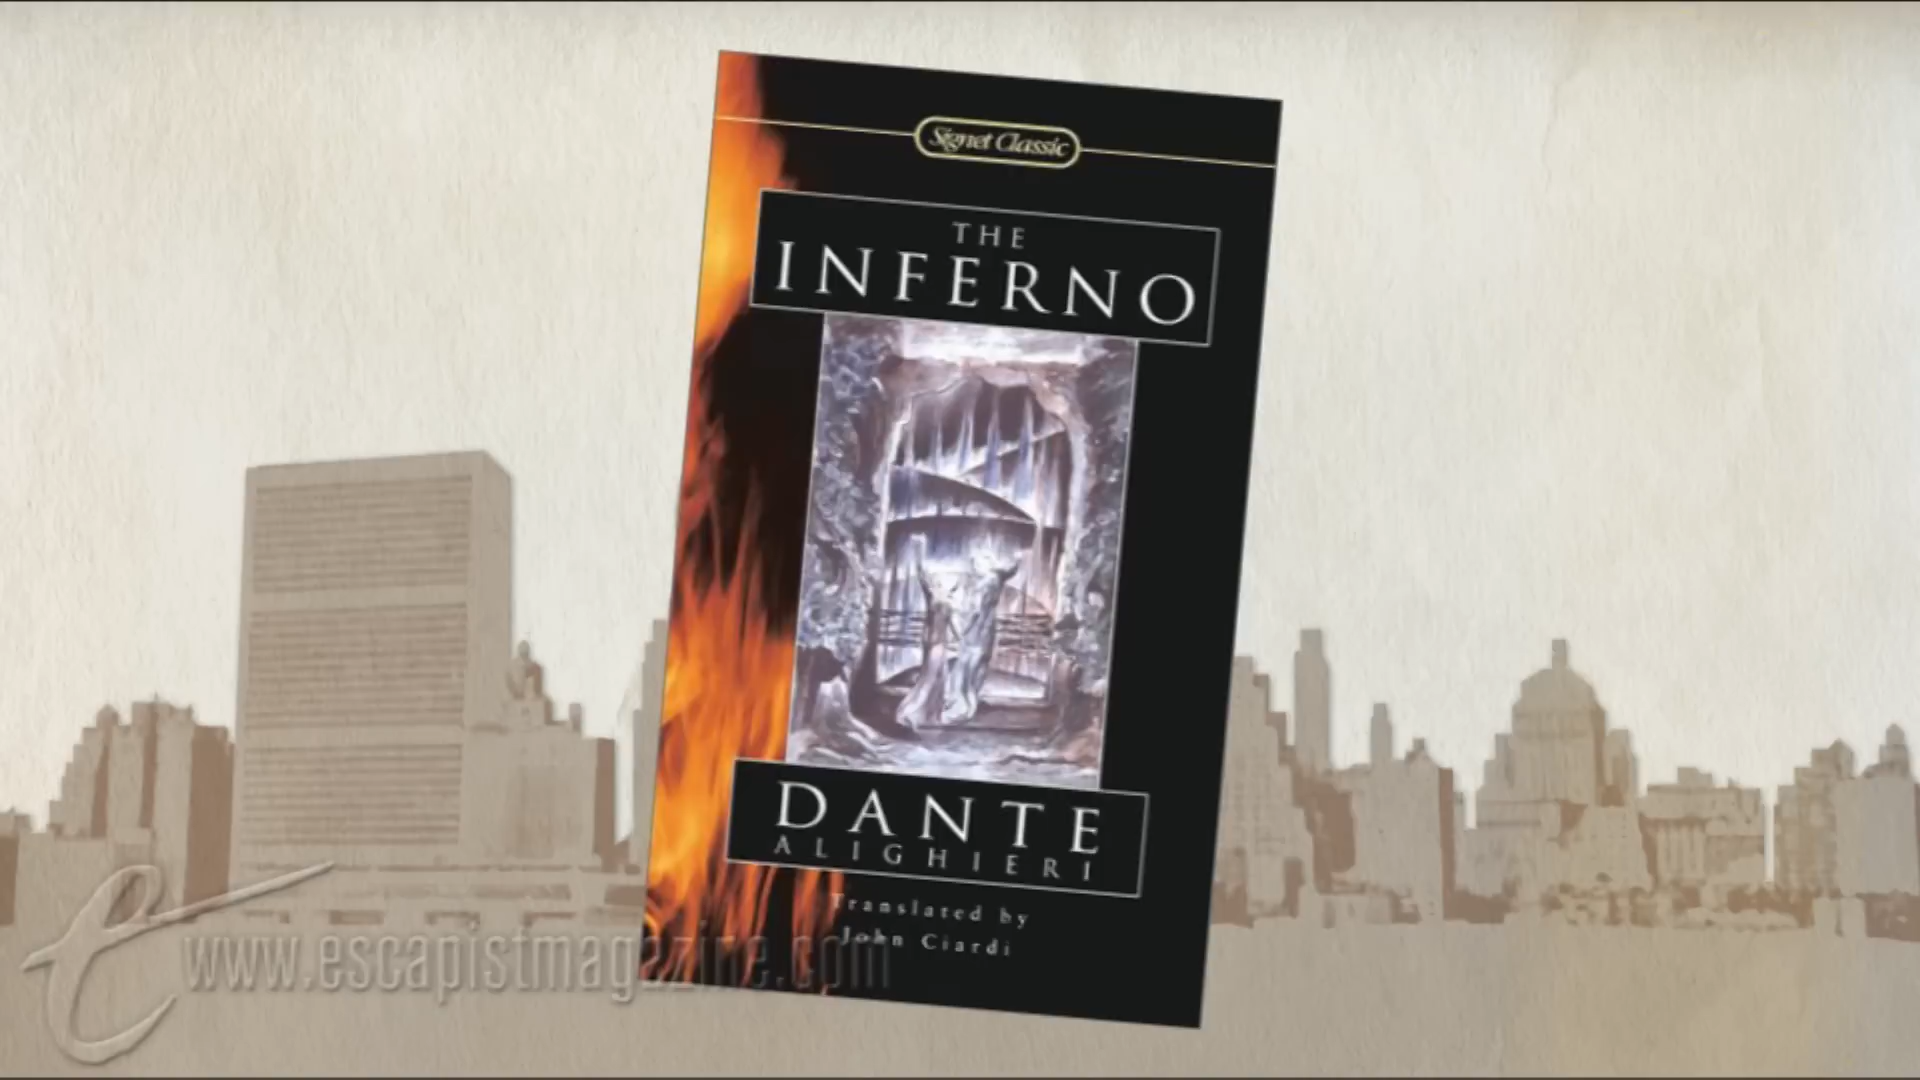 Signet Classic
THE
INFERNO
DANTE
ALIGHIERI
Translated by
John Ciardi
www.escapistmagazine.com